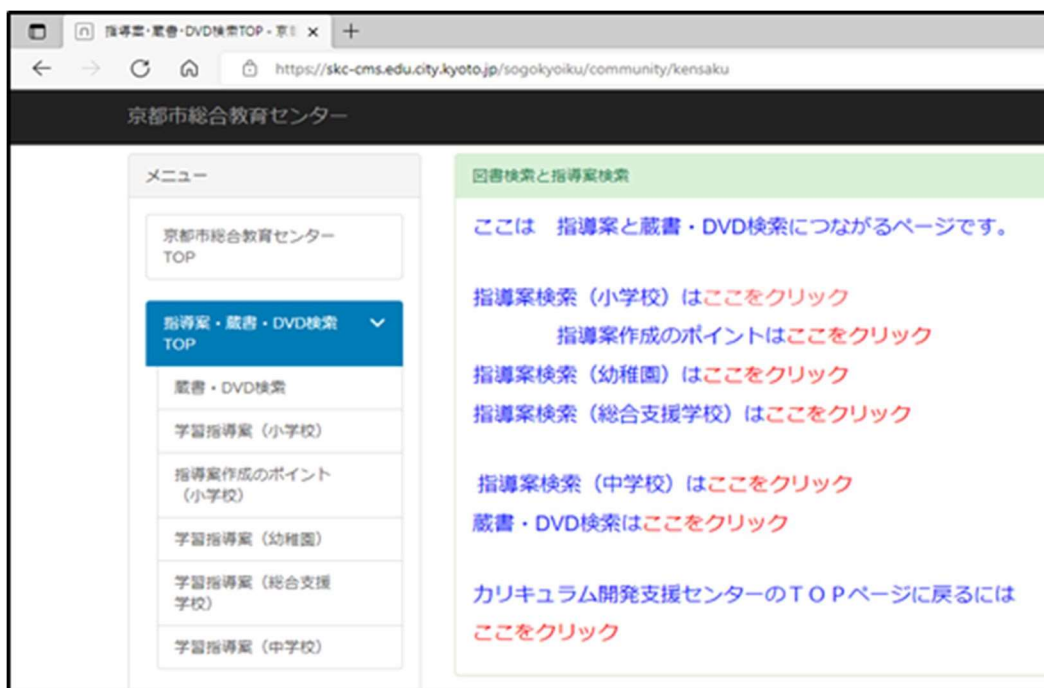 指導案・蔵書・DVD検索TOP - 京
https://skc-cms.edu.city.kyoto.jp/sogokyoiku/community/kensaku
京都市総合教育センター
メニュー
京都市総合教育センター
TOP
指導案・蔵書・DVD検索
TOP
蔵書・DVD検索
学習指導案（小学校）
指導案作成のポイント
（小学校）
学習指導案（幼稚園）
学習指導案（総合支援
学校）
学習指導案（中学校）
図書検索と指導案検索
ここは　指導案と蔵書・DVD検索につながるページです。
指導案検索（小学校）はここをクリック
指導案作成のポイントはここをクリック
指導案検索（幼稚園）はここをクリック
指導案検索（総合支援学校）はここをクリック
指導案検索（中学校）はここをクリック
蔵書・DVD検索はここをクリック
カリキュラム開発支援センターのＴＯＰページに戻るには
ここをクリック